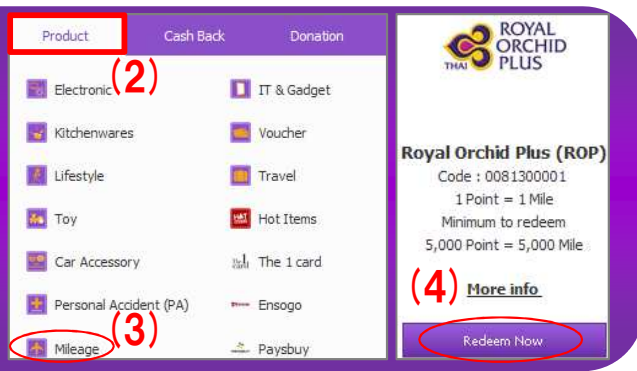 Product Cash Back Donation
(2)
Electronic IT & Gadget
Kitchenwares Voucher
Lifestyle Travel
Toy HOT Hot Items
Car Accessory The 1 card
Personal Accident (PA) Ensogo
(3)
Mileage Paysbuy
THAI
ROYAL
ORCHID
PLUS
Royal Orchid Plus (ROP)
Code : 0081300001
1 Point = 1 Mile
Minimum to redeem
5,000 Point = 5,000 Mile
(4) More info
Redeem Now